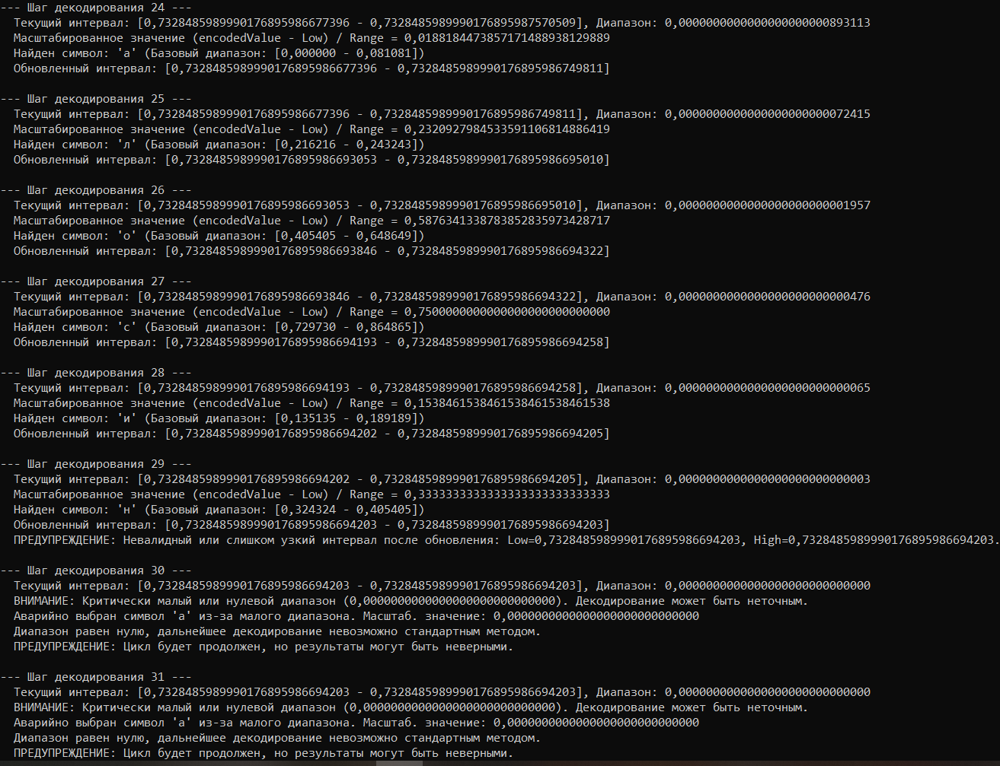 --- Шаг декодирования 24 ---
Текущий интервал: [0,7328485989990176895986677396 - 0,7328485989990176895987570509], Диапазон: 0,0000000000000000000000893113
Масштабированное значение (encodedValue - Low) / Range = 0,0188184473857171488938129889
Найден символ: 'а' (Базовый диапазон: [0,000000 - 0,081081])
Обновленный интервал: [0,7328485989990176895986677396 - 0,7328485989990176895986749811]
--- Шаг декодирования 25 ---
Текущий интервал: [0,7328485989990176895986677396 - 0,7328485989990176895986749811], Диапазон: 0,0000000000000000000000072415
Масштабированное значение (encodedValue - Low) / Range = 0,2320927984533591106814886419
Найден символ: 'л' (Базовый диапазон: [0,216216 - 0,243243])
Обновленный интервал: [0,7328485989990176895986693053 - 0,7328485989990176895986695010]
--- Шаг декодирования 26 ---
Текущий интервал: [0,7328485989990176895986693053 - 0,7328485989990176895986695010], Диапазон: 0,0000000000000000000000001957
Масштабированное значение (encodedValue - Low) / Range = 0,5876341338783852835973428717
Найден символ: 'о' (Базовый диапазон: [0,405405 - 0,648649])
Обновленный интервал: [0,7328485989990176895986693846 - 0,7328485989990176895986694322]
--- Шаг декодирования 27 ---
Текущий интервал: [0,7328485989990176895986693846 - 0,7328485989990176895986694322], Диапазон: 0,0000000000000000000000000476
Масштабированное значение (encodedValue - Low) / Range = 0,7500000000000000000000000000
Найден символ: 'с' (Базовый диапазон: [0,729730 - 0,864865])
Обновленный интервал: [0,7328485989990176895986694193 - 0,7328485989990176895986694258]
--- Шаг декодирования 28 ---
Текущий интервал: [0,7328485989990176895986694193 - 0,7328485989990176895986694258], Диапазон: 0,0000000000000000000000000065
Масштабированное значение (encodedValue - Low) / Range = 0,1538461538461538461538461538
Найден символ: 'и' (Базовый диапазон: [0,135135 - 0,189189])
Обновленный интервал: [0,7328485989990176895986694202 - 0,7328485989990176895986694205]
--- Шаг декодирования 29 ---
Текущий интервал: [0,7328485989990176895986694202 - 0,7328485989990176895986694205], Диапазон: 0,0000000000000000000000000003
Масштабированное значение (encodedValue - Low) / Range = 0,3333333333333333333333333333
Найден символ: 'н' (Базовый диапазон: [0,324324 - 0,405405])
Обновленный интервал: [0,7328485989990176895986694203 - 0,7328485989990176895986694203]
ПРЕДУПРЕЖДЕНИЕ: Невалидный или слишком узкий интервал после обновления: Low=0,7328485989990176895986694203, High=0,7328485989990176895986694203.
--- Шаг декодирования 30 ---
Текущий интервал: [0,7328485989990176895986694203 - 0,7328485989990176895986694203], Диапазон: 0,0000000000000000000000000000
ВНИМАНИЕ: Критически малый или нулевой диапазон (0,0000000000000000000000000000). Декодирование может быть неточным.
Аварийно выбран символ 'а' из-за малого диапазона. Масштаб. значение: 0,0000000000000000000000000000
Диапазон равен нулю, дальнейшее декодирование невозможно стандартным методом.
ПРЕДУПРЕЖДЕНИЕ: Цикл будет продолжен, но результаты могут быть неверными.
--- Шаг декодирования 31 ---
Текущий интервал: [0,7328485989990176895986694203 - 0,7328485989990176895986694203], Диапазон: 0,0000000000000000000000000000
ВНИМАНИЕ: Критически малый или нулевой диапазон (0,0000000000000000000000000000). Декодирование может быть неточным.
Аварийно выбран символ 'а' из-за малого диапазона. Масштаб. значение: 0,0000000000000000000000000000
Диапазон равен нулю, дальнейшее декодирование невозможно стандартным методом.
ПРЕДУПРЕЖДЕНИЕ: Цикл будет продолжен, но результаты могут быть неверными.